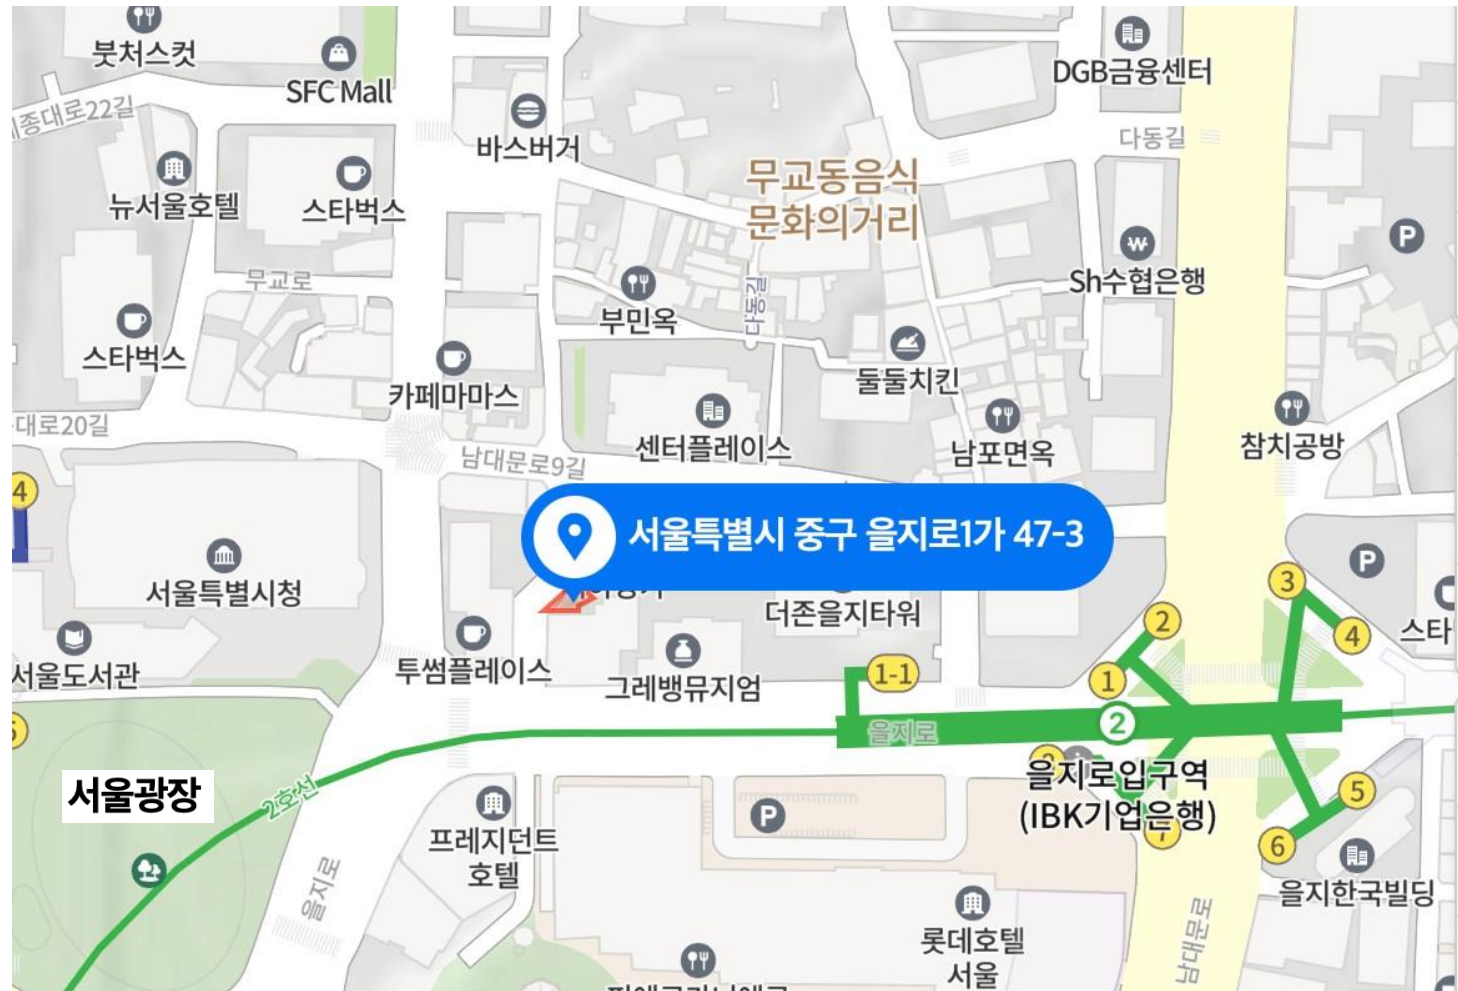 붓처스컷
SFC Mall
DGB금융센터
종대로22길
바스버거
다동길
무교동음식
문화의거리
뉴서울호텔
스타벅스
P
Sh수협은행
무교로
부민옥
다동길
스타벅스
카페마마스
둘둘치킨
대로20길
센터플레이스
남포면옥
참치공방
남대문로9길
4
서울특별시 중구 을지로1가 47-3
서울특별시청
더존을지타워
P
3
2
4
스타
서울도서관
투썸플레이스
그레뱅뮤지엄
1-1
1
2
을지로
서울광장
2호선
을지로입구역
(IBK기업은행)
5
6
7
프레지던트
호텔
P
을지한국빌딩
을지로
롯데호텔
서울
남대문로